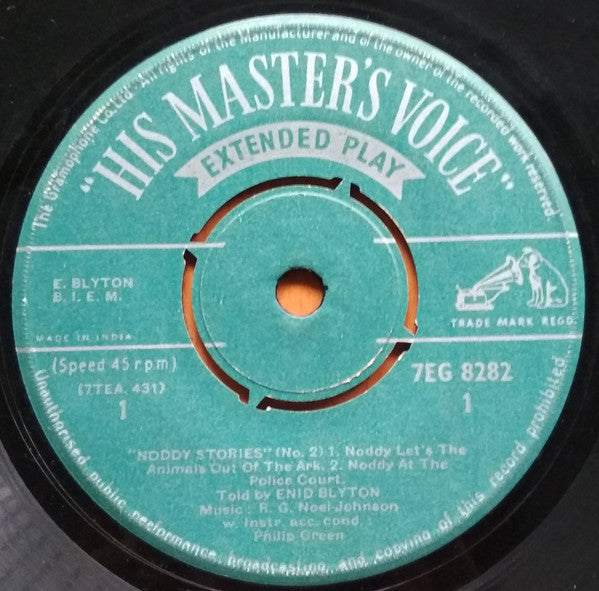 The Gramophone Co Ltd · All rights of the Manufacturer and of the owner of the recorded work reserved
"HIS MASTER'S VOICE"
EXTENDED PLAY
E. BLYTON
B. I. E. M.
MADE IN INDIA
TRADE MARK REGD.
(Speed 45 rpm)
(7TEA. 431)
1
7EG 8282
1
"NODDY STORIES" (No. 2) 1. Noddy Let's The
Animals Out Of The Ark. 2. Noddy At The
Police Court.
Told by ENID BLYTON
Music : R. G. Noel-Johnson
w. instr. acc. cond. :
Philip Green
Unauthorised public performance, broadcasting and copying of this record prohibited